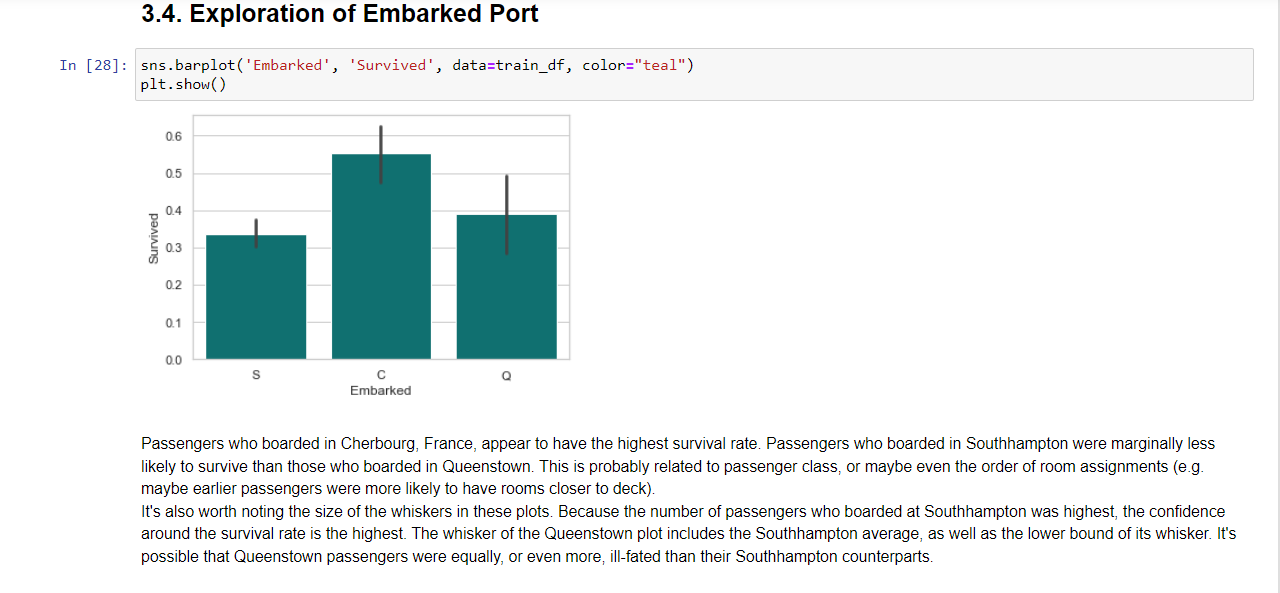 3.4. Exploration of Embarked Port
In [28]: sns.barplot('Embarked', 'Survived', data=train_df, color="teal")
plt.show()
0.6
0.5
0.4
0.3
0.2
0.1
0.0
Survived
S C Q
Embarked
Passengers who boarded in Cherbourg, France, appear to have the highest survival rate. Passengers who boarded in Southhampton were marginally less
likely to survive than those who boarded in Queenstown. This is probably related to passenger class, or maybe even the order of room assignments (e.g.
maybe earlier passengers were more likely to have rooms closer to deck).
It's also worth noting the size of the whiskers in these plots. Because the number of passengers who boarded at Southhampton was highest, the confidence
around the survival rate is the highest. The whisker of the Queenstown plot includes the Southhampton average, as well as the lower bound of its whisker. It's
possible that Queenstown passengers were equally, or even more, ill-fated than their Southhampton counterparts.